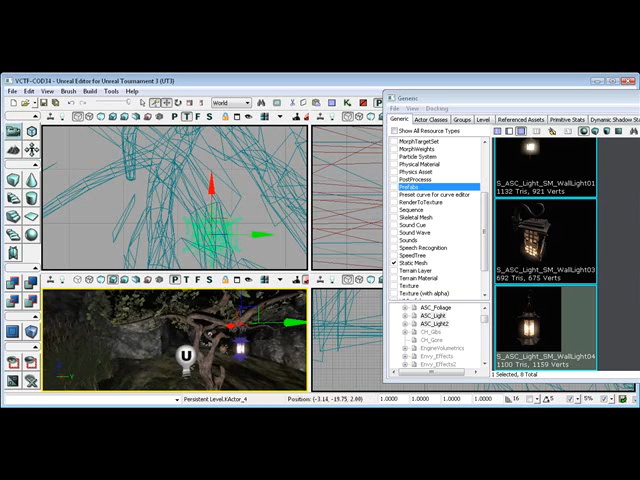 VCTF-COD34 - Unreal Editor for Unreal Tournament 3 (UT3)
File Edit View Brush Build Tools Help
World
Generic
File View Docking
Generic Actor Classes Groups Level Referenced Assets Primitive Stats Dynamic Shadow Sta
Show All Resource Types
MorphTargetSet
MorphWeights
Particle System
Physical Material
Physics Asset
PostProcess
Prefabs
Preset curve for curve editor
RenderToTexture
Sequence
Skeletal Mesh
Sound Cue
Sound Wave
Sounds
Speech Recognition
SpeedTree
Static Mesh
Terrain Layer
Terrain Material
Texture
Texture (with alpha)
ASC_Foliage
ASC_Light
ASC_Light2
CH_Gibs
CH_Gore
EngineVolumetrics
Envy_Effects
Envy_Effects2
S_ASC_Light_SM_WallLight01
1132 Tris, 921 Verts
S_ASC_Light_SM_WallLight03
692 Tris, 675 Verts
S_ASC_Light_SM_WallLight04
1100 Tris, 1159 Verts
1 Selected, 8 Total
P T F S
P T F S
U
Persistent Level.KActor_4
Position: (-3.14, -19.75, 2.00)
1.0000 1.0000 1.0000 1.0000 16 5 5%